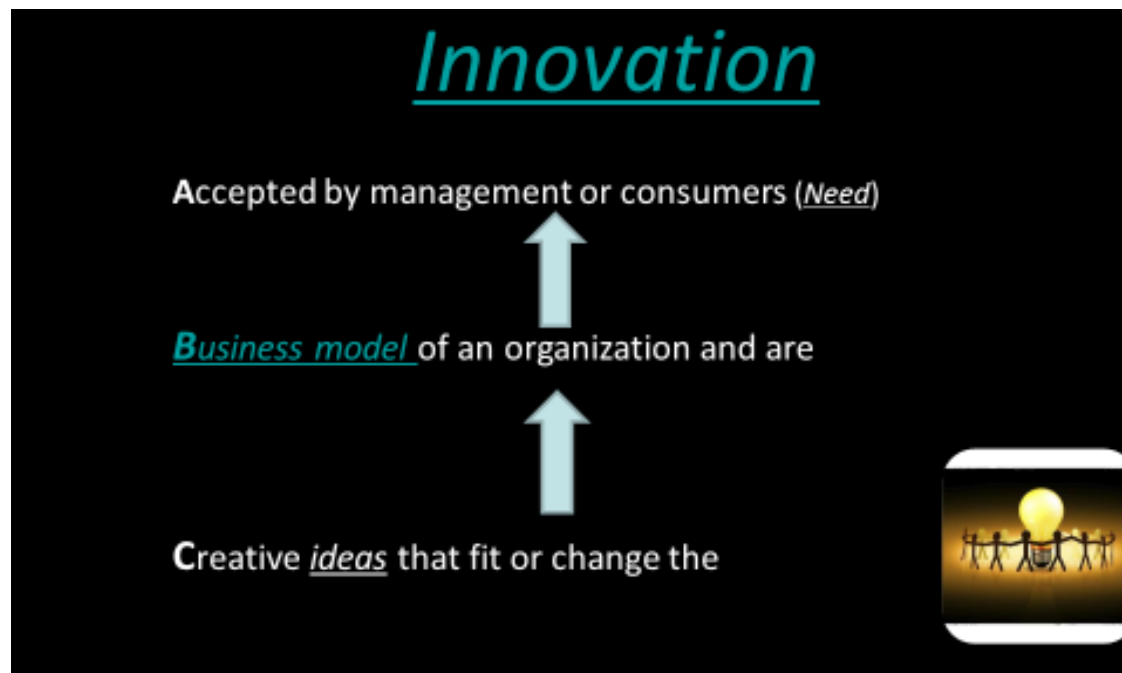 Innovation
Accepted by management or consumers (Need)
Business model of an organization and are
Creative ideas that fit or change the